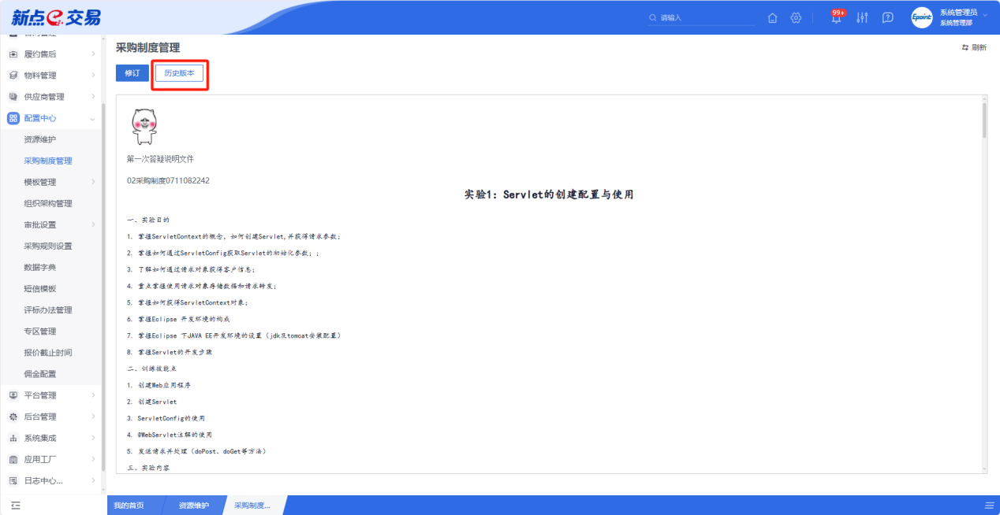 新点e交易
请输入
99+
Epoint
系统管理员
系统管理部
履约售后
物料管理
供应商管理
配置中心
资源维护
采购制度管理
模板管理
组织架构管理
审批设置
采购规则设置
数据字典
短信模板
评标办法管理
专区管理
报价截止时间
佣金配置
平台管理
后台管理
系统集成
应用工厂
日志中心...
采购制度管理
刷新
修订
历史版本
第一次答疑说明文件
02采购制度0711082242
实验1: Servlet的创建配置与使用
一、实验目的
1. 掌握ServletContext的概念, 如何创建Servlet,并获得请求参数;
2. 掌握如何通过ServletConfig获取Servlet的初始化参数; ;
3. 了解如何通过请求对象获得客户信息;
4. 重点掌握使用请求对象存储数据和请求转发;
5. 掌握如何获得ServletContext对象;
6. 掌握Eclipse 开发环境的构成
7. 掌握Eclipse 下JAVA EE开发环境的设置（jdk及tomcat安装配置）
8. 掌握Servlet的开发步骤
二、训练技能点
1. 创建Web应用程序
2. 创建Servlet
3. ServletConfig的使用
4. @WebServlet注解的使用
5. 发送请求并处理（doPost、doGet等方法）
三、实验内容
我的首页
资源维护
采购制度...